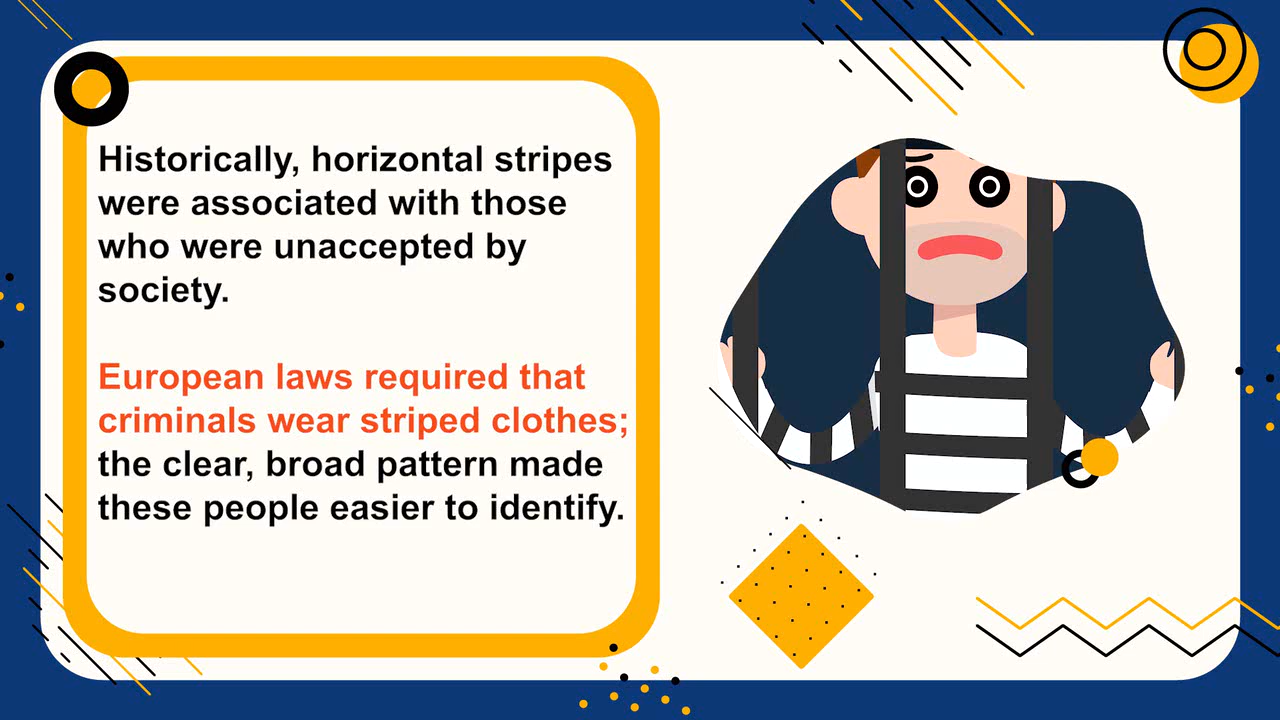 Historically, horizontal stripes
were associated with those
who were unaccepted by
society.
European laws required that
criminals wear striped clothes;
the clear, broad pattern made
these people easier to identify.